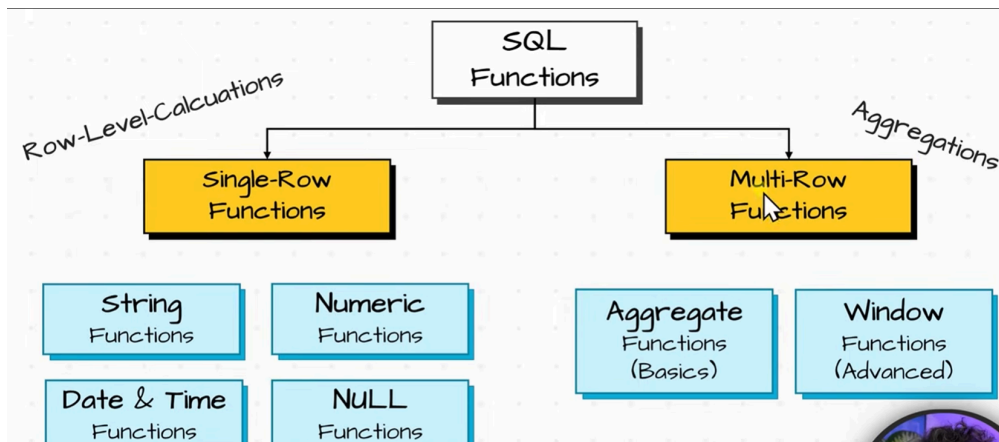 SQL
Functions
Row-Level-Calcuations
Aggregations
Single-Row
Functions
Multi-Row
Functions
String
Functions
Numeric
Functions
Aggregate
Functions
(Basics)
Window
Functions
(Advanced)
Date & Time
Functions
NULL
Functions